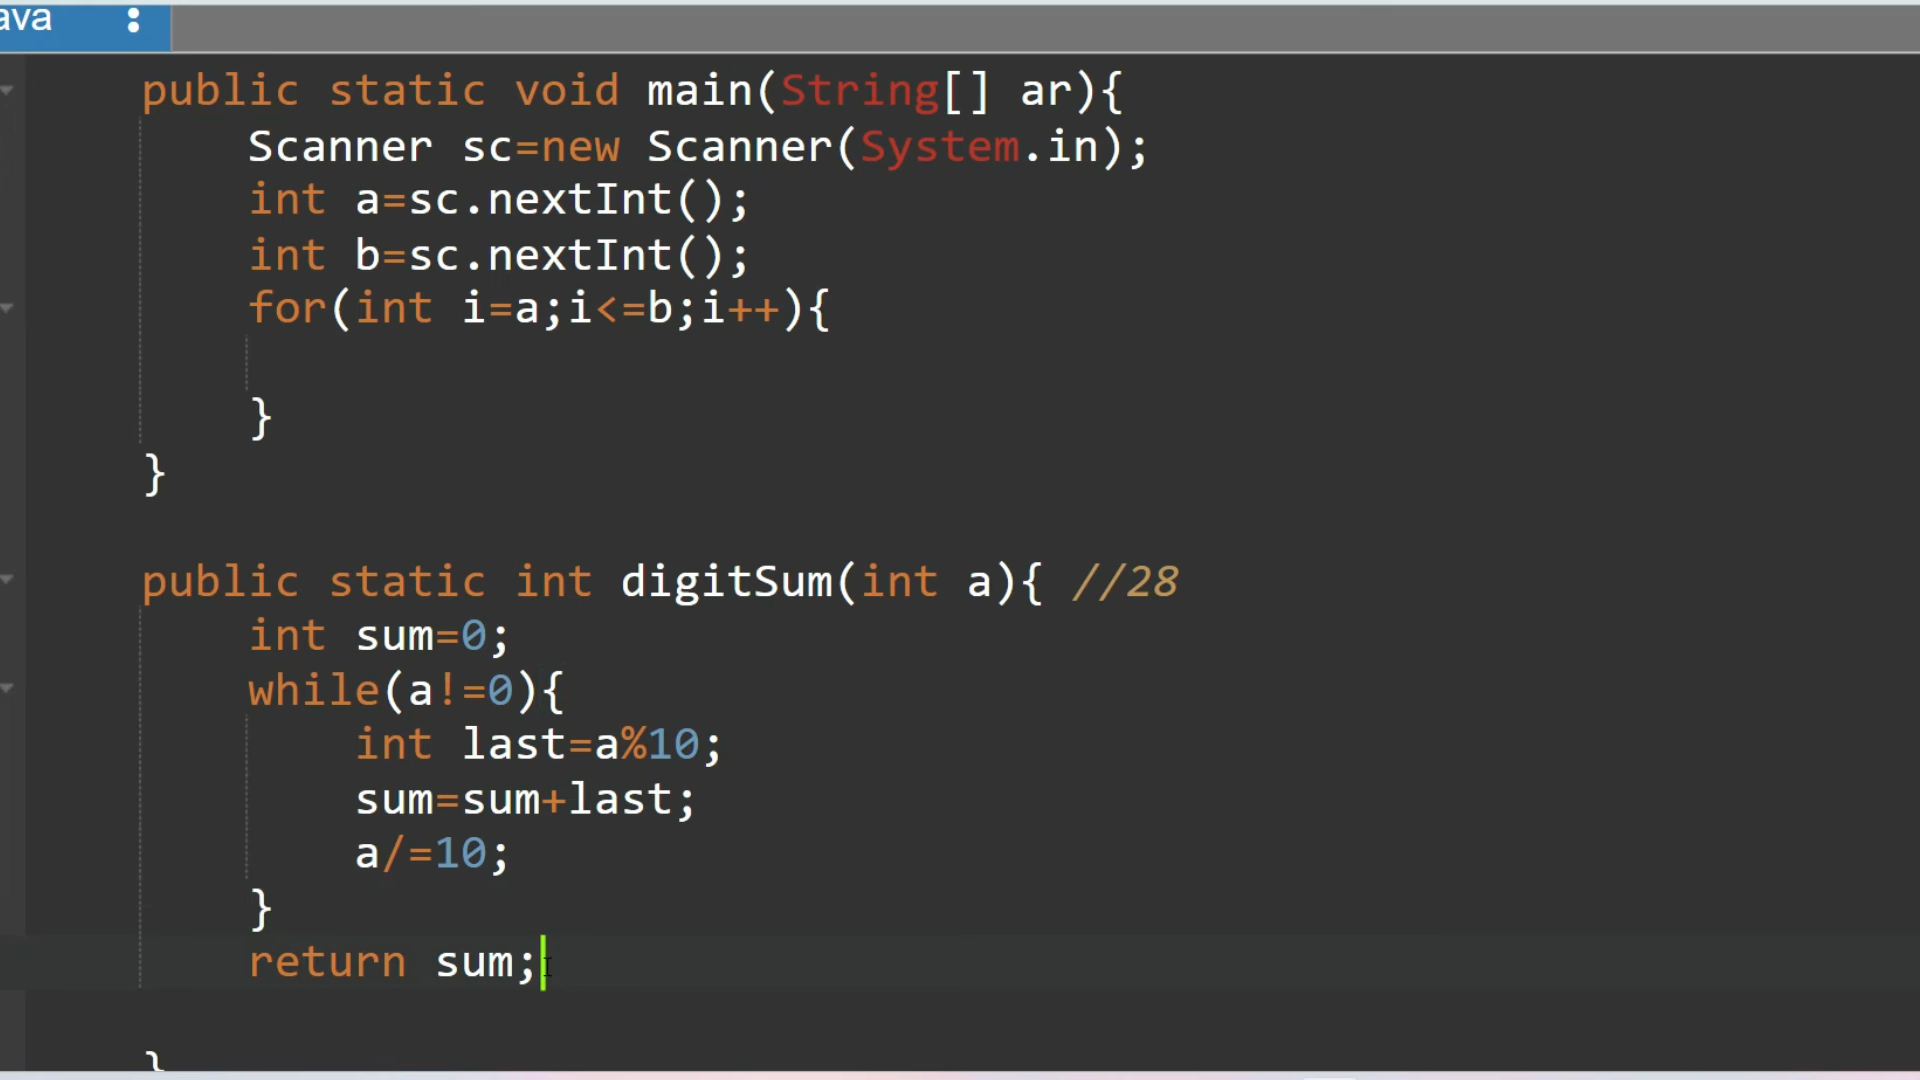 ava
public static void main(String[] ar){
Scanner sc=new Scanner(System.in);
int a=sc.nextInt();
int b=sc.nextInt();
for(int i=a;i<=b;i++){
}
}
public static int digitSum(int a){ //28
int sum=0;
while(a!=0){
int last=a%10;
sum=sum+last;
a/=10;
}
return sum;
}